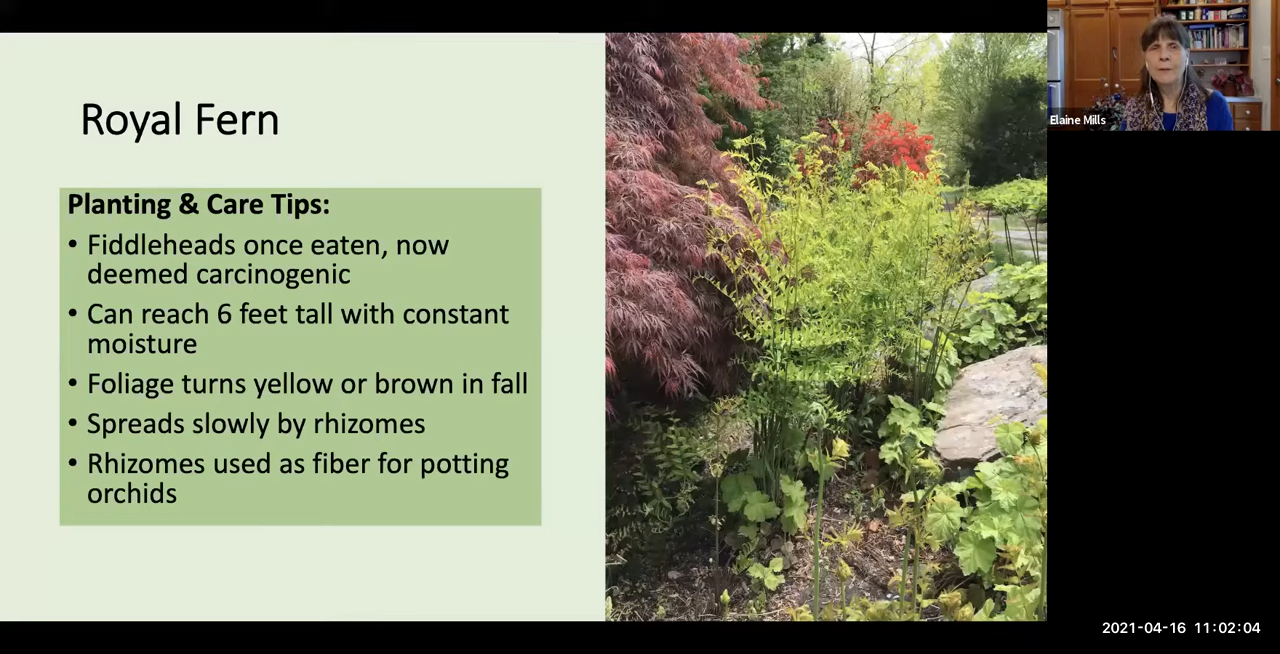 Royal Fern
Planting & Care Tips:
• Fiddleheads once eaten, now
deemed carcinogenic
• Can reach 6 feet tall with constant
moisture
• Foliage turns yellow or brown in fall
• Spreads slowly by rhizomes
• Rhizomes used as fiber for potting
orchids
Elaine Mills
2021-04-16 11:02:04